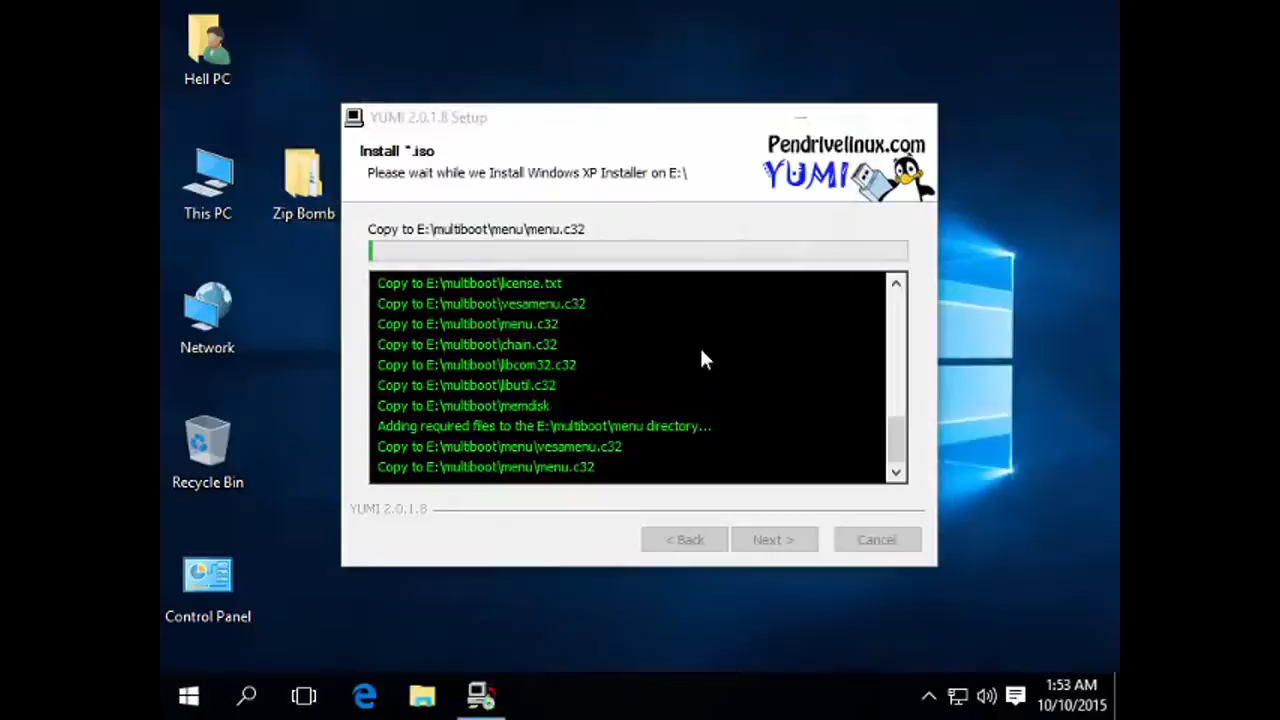 Hell PC
This PC
Zip Bomb
Network
Recycle Bin
Control Panel
YUMI 2.0.1.8 Setup
Install *.iso
Please wait while we Install Windows XP Installer on E:\
Pendrivelinux.com
YUMI
Copy to E:\multiboot\menu\menu.c32
Copy to E:\multiboot\license.txt
Copy to E:\multiboot\vesamenu.c32
Copy to E:\multiboot\menu.c32
Copy to E:\multiboot\chain.c32
Copy to E:\multiboot\libcom32.c32
Copy to E:\multiboot\libutil.c32
Copy to E:\multiboot\memdisk
Adding required files to the E:\multiboot\menu directory...
Copy to E:\multiboot\menu\vesamenu.c32
Copy to E:\multiboot\menu\menu.c32
YUMI 2.0.1.8
< Back
Next >
Cancel
1:53 AM
10/10/2015